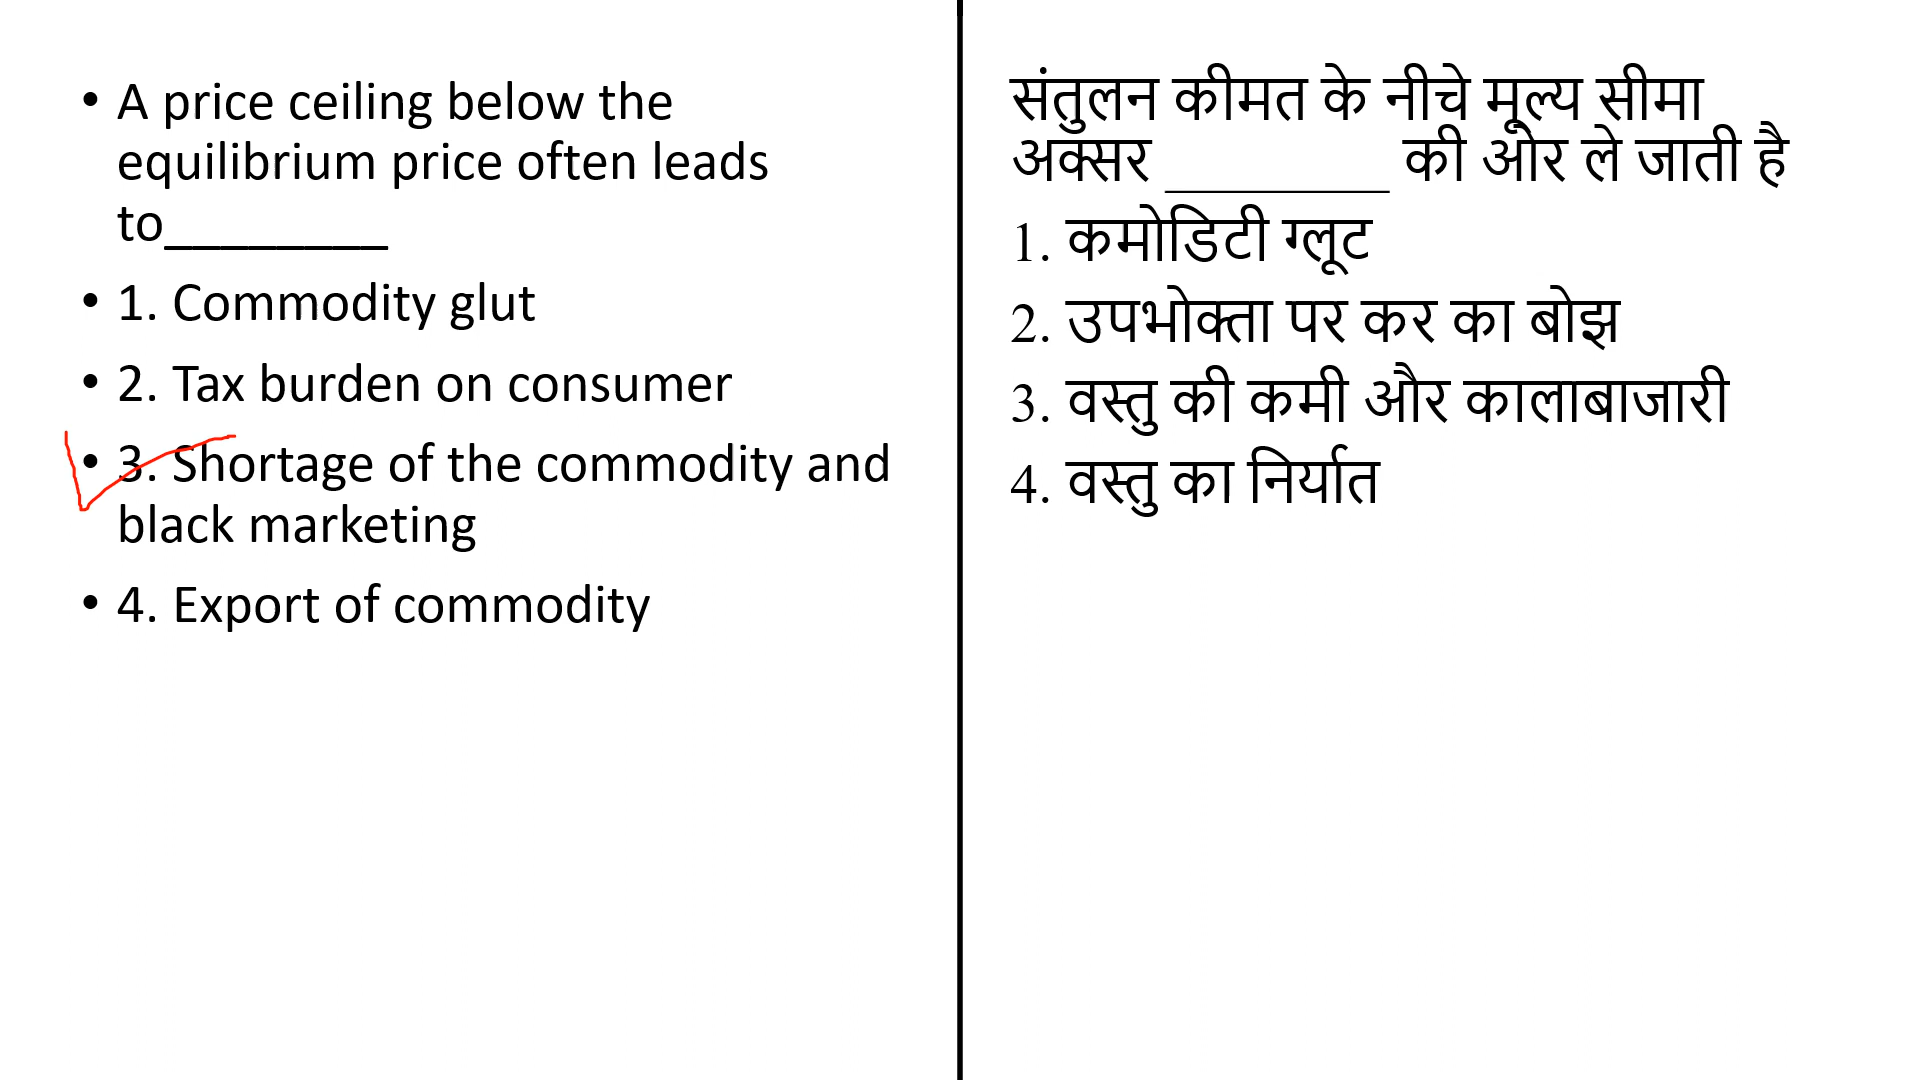 • A price ceiling below the
equilibrium price often leads
to________
• 1. Commodity glut
• 2. Tax burden on consumer
• 3. Shortage of the commodity and
black marketing
• 4. Export of commodity
संतुलन कीमत के नीचे मूल्य सीमा
अक्सर ________ की ओर ले जाती है
1. कमोडिटी ग्लूट
2. उपभोक्ता पर कर का बोझ
3. वस्तु की कमी और कालाबाजारी
4. वस्तु का निर्यात